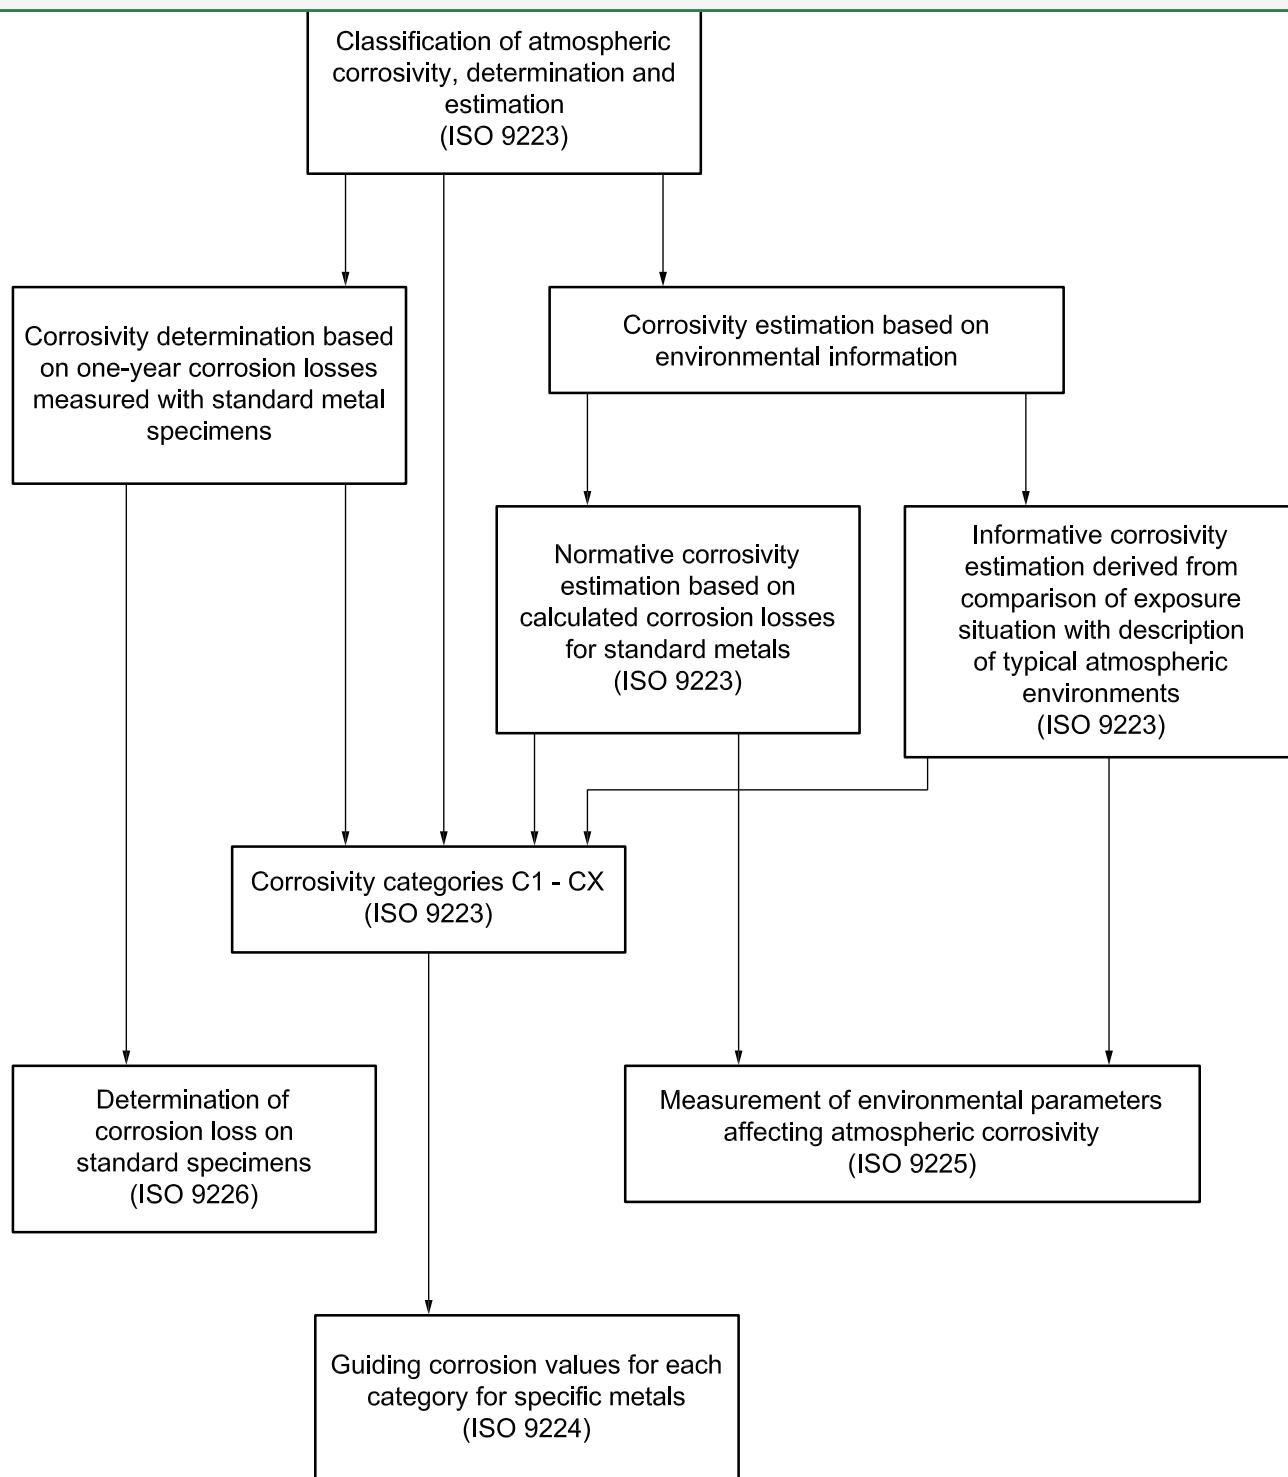 Classification of atmospheric
corrosivity, determination and
estimation
(ISO 9223)
Corrosivity determination based
on one-year corrosion losses
measured with standard metal
specimens
Corrosivity estimation based on
environmental information
Normative corrosivity
estimation based on
calculated corrosion losses
for standard metals
(ISO 9223)
Informative corrosivity
estimation derived from
comparison of exposure
situation with description
of typical atmospheric
environments
(ISO 9223)
Corrosivity categories C1 - CX
(ISO 9223)
Determination of
corrosion loss on
standard specimens
(ISO 9226)
Measurement of environmental parameters
affecting atmospheric corrosivity
(ISO 9225)
Guiding corrosion values for each
category for specific metals
(ISO 9224)